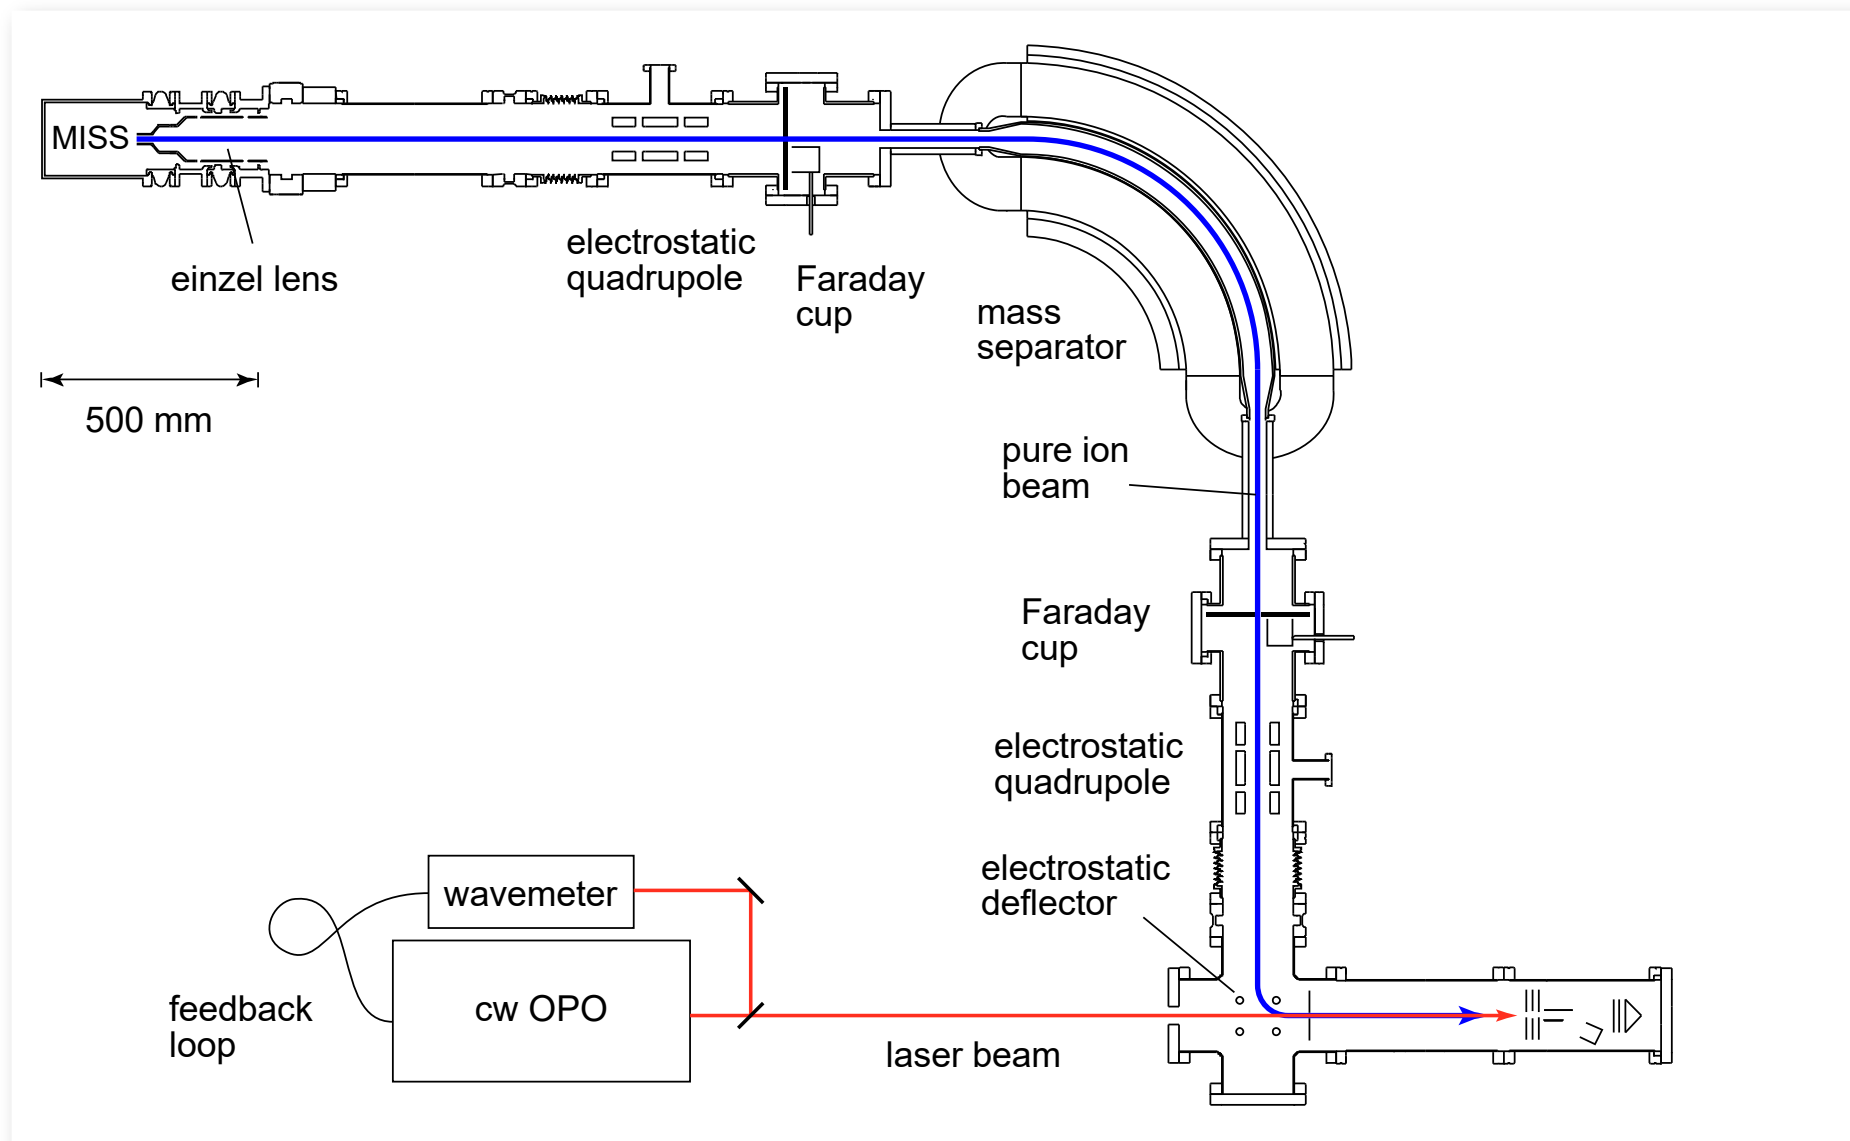 MISS
einzel lens
electrostatic
quadrupole
Faraday
cup
mass
separator
500 mm
pure ion
beam
Faraday
cup
electrostatic
quadrupole
electrostatic
deflector
wavemeter
cw OPO
feedback
loop
laser beam